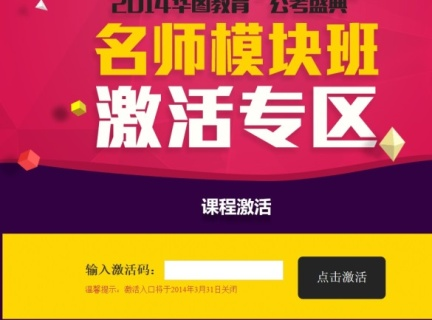 2014华图教育 公考盛典
名师模块班
激活专区
课程激活
输入激活码：
点击激活
温馨提示，激活入口将于2014年3月31日关闭